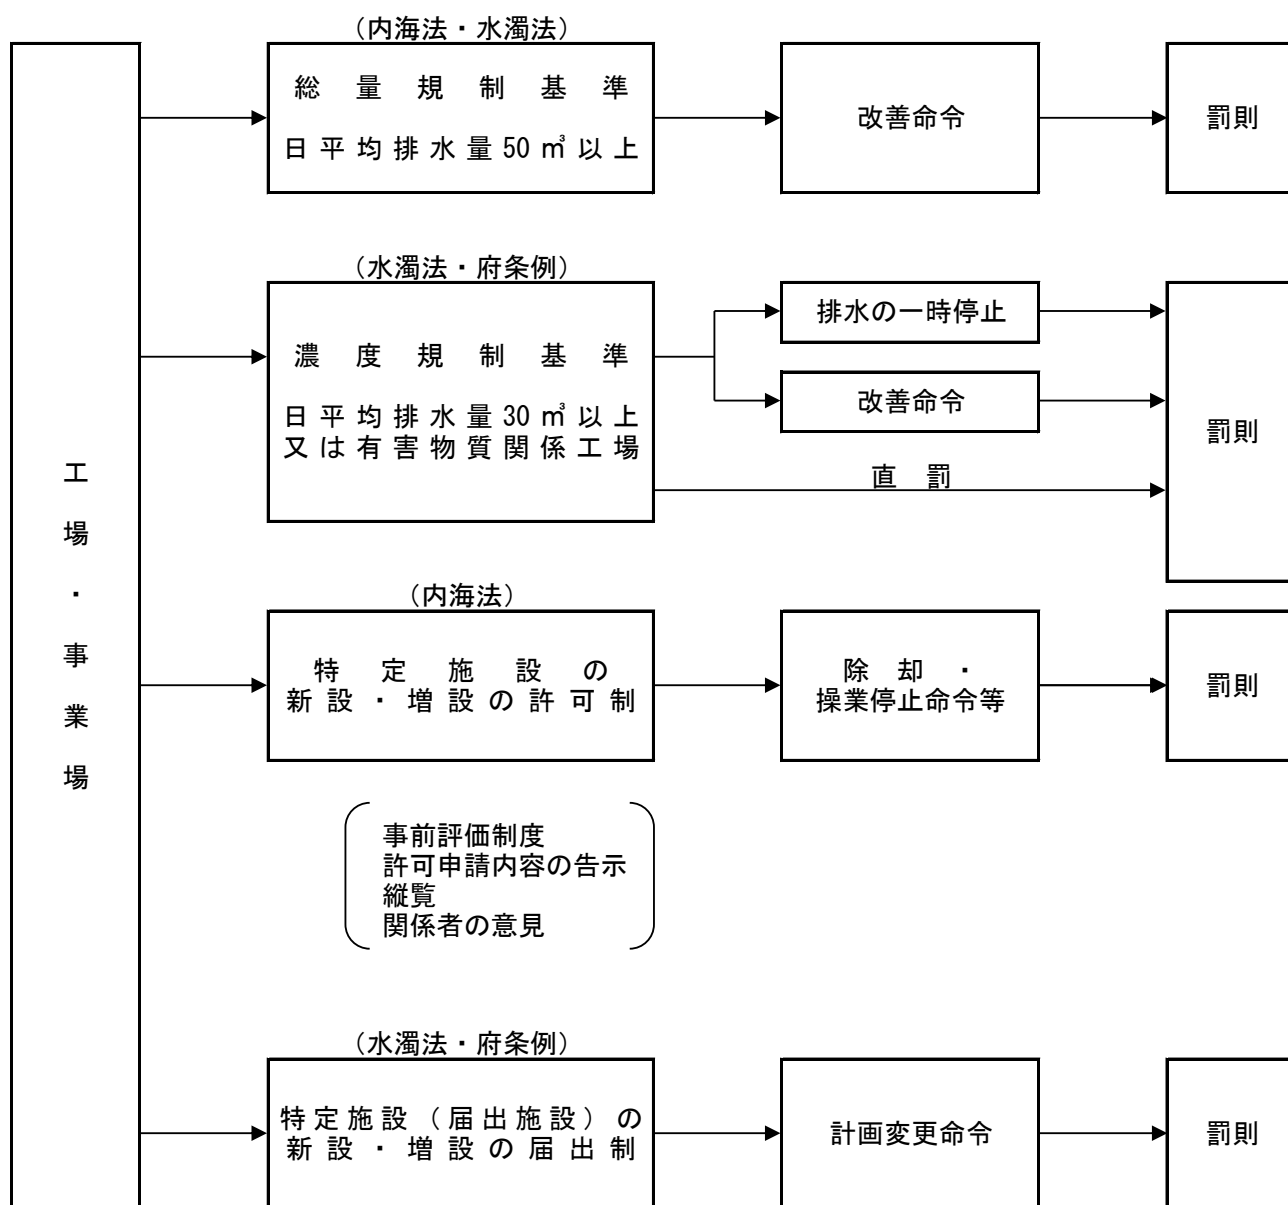 （内海法・水濁法）
総量規制基準
日平均排水量50㎥以上
改善命令
罰則
（水濁法・府条例）
濃度規制基準
日平均排水量30㎥以上
又は有害物質関係工場
排水の一時停止
改善命令
直罰
罰則
工場・事業場
（内海法）
特定施設の
新設・増設の許可制
除却・
操業停止命令等
罰則
事前評価制度
許可申請内容の告示
縦覧
関係者の意見
（水濁法・府条例）
特定施設（届出施設）の
新設・増設の届出制
計画変更命令
罰則